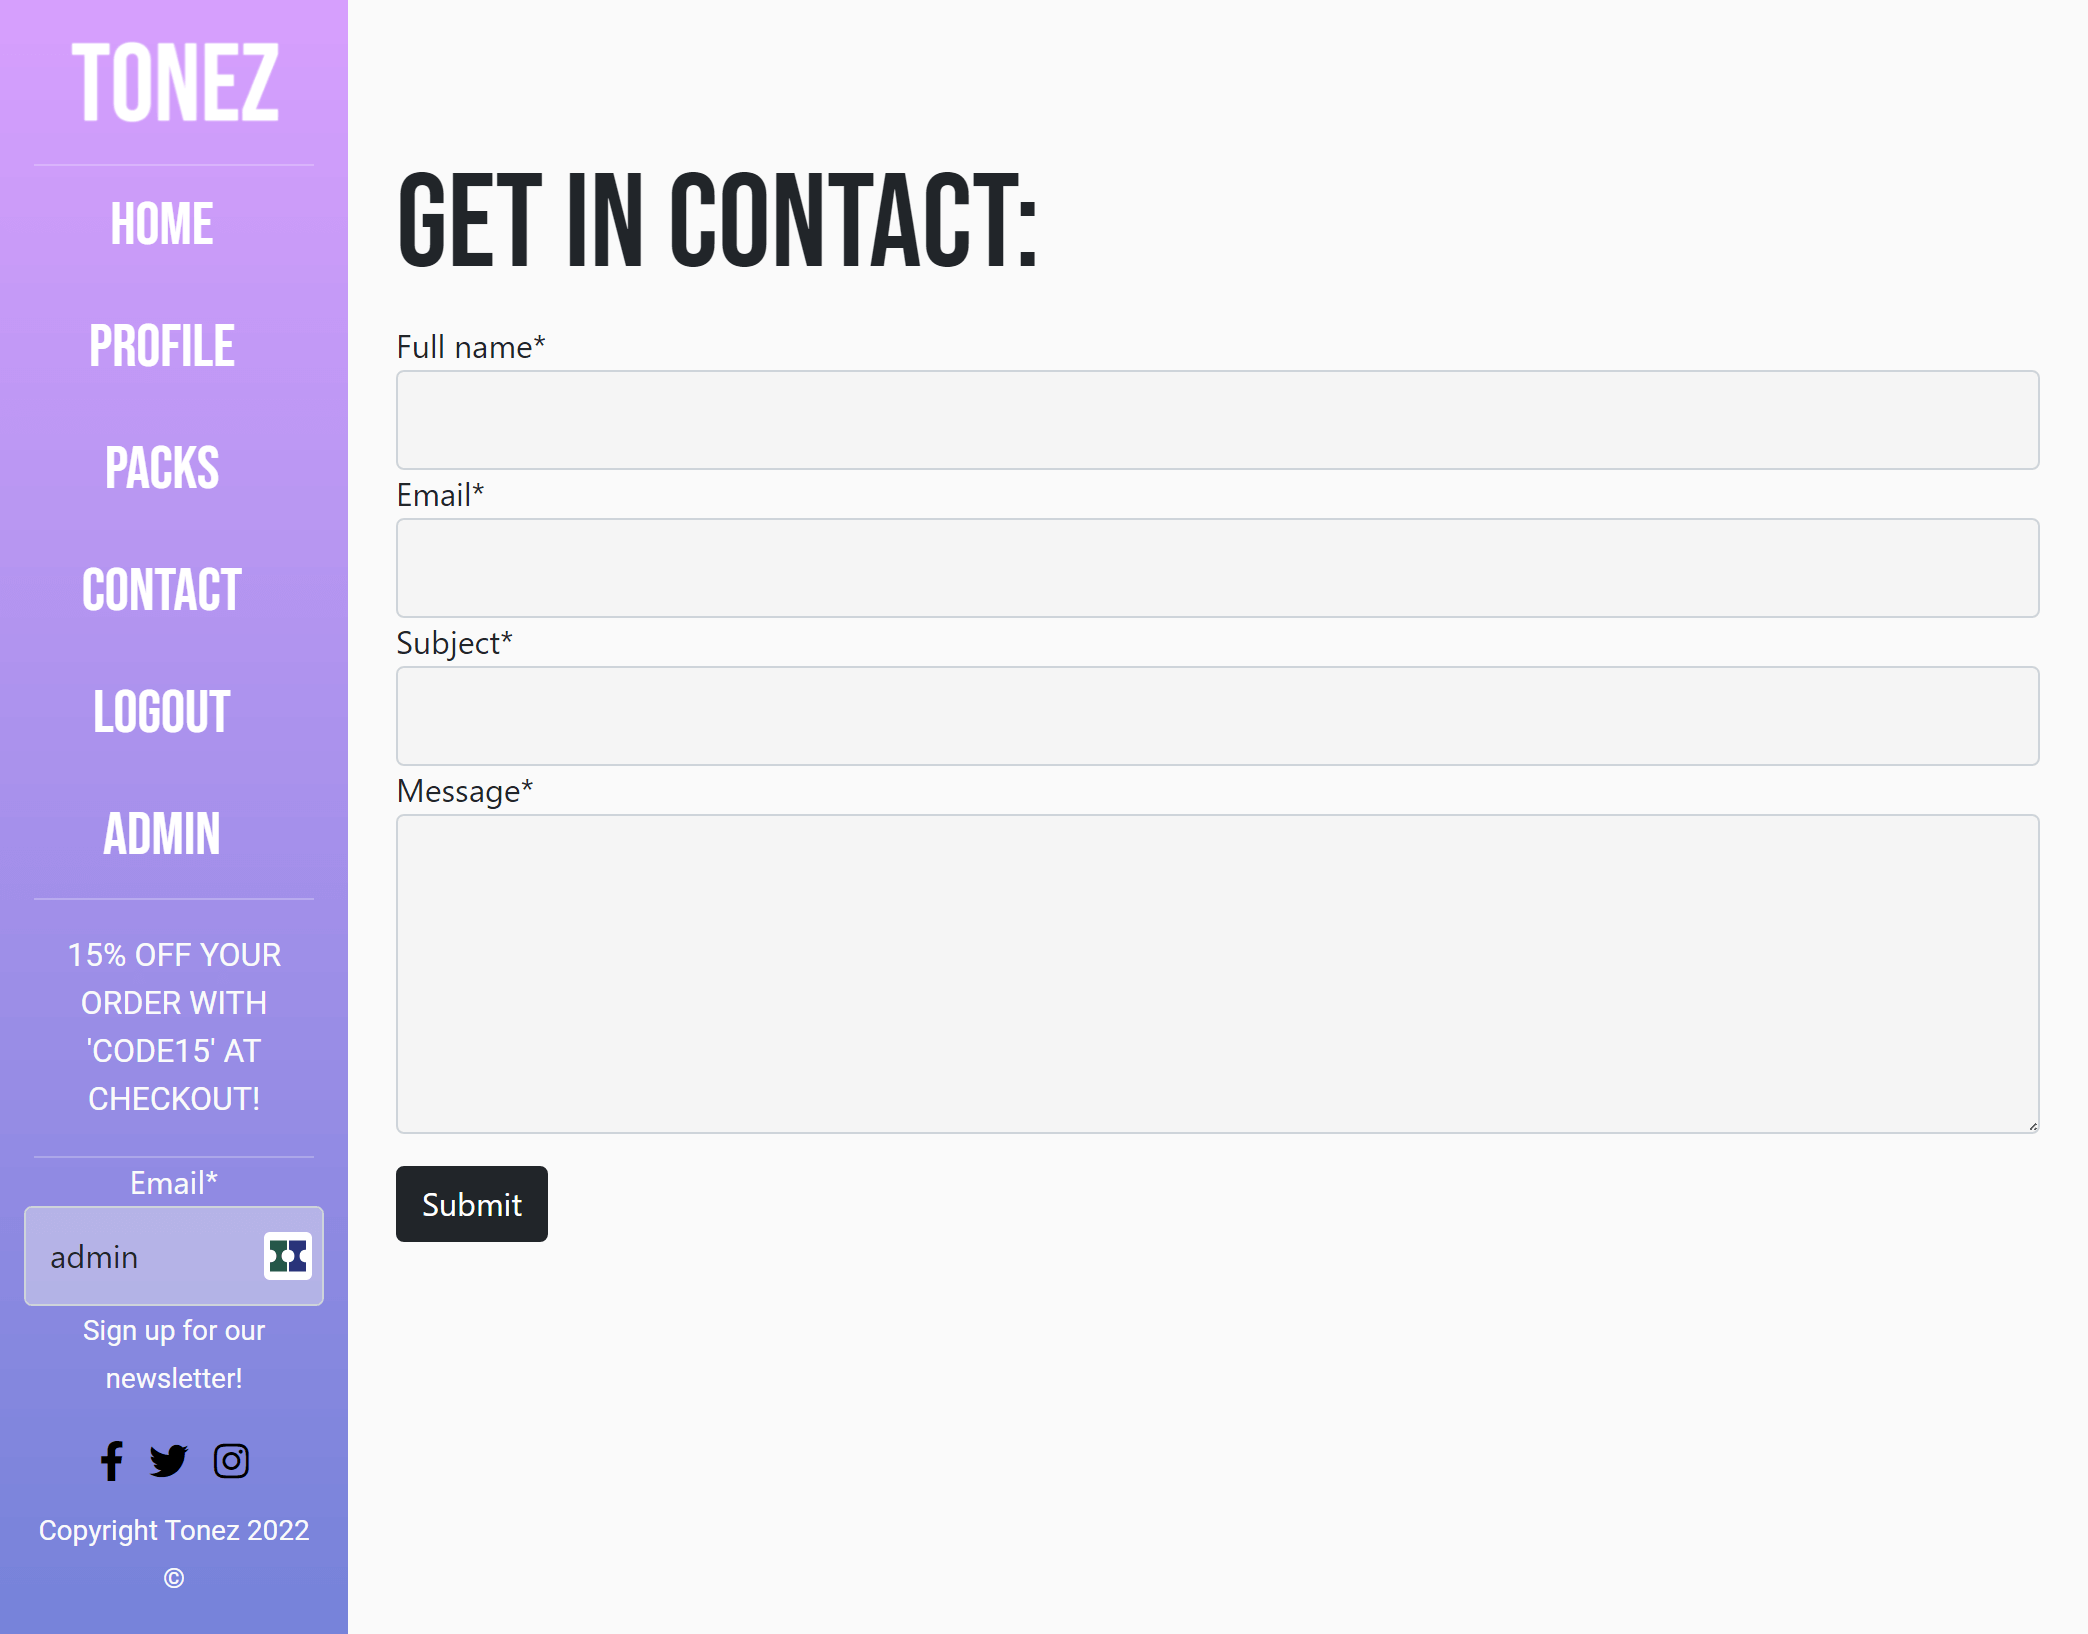 TONEZ
HOME
PROFILE
PACKS
CONTACT
LOGOUT
ADMIN
15% OFF YOUR
ORDER WITH
'CODE15' AT
CHECKOUT!
Email*
admin
Sign up for our
newsletter!
Copyright Tonez 2022
©
GET IN CONTACT:
Full name*
Email*
Subject*
Message*
Submit